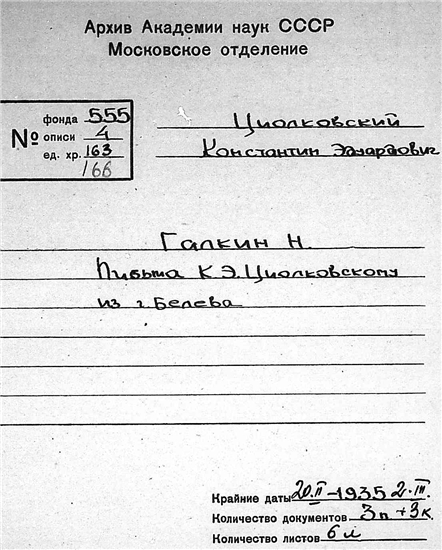 Архив Академии наук СССР
Московское отделение
№ фонда 555
описи 4
ед. хр. 163
166
Циолковский
Константин Эдуардович
Галкин Н.
Письма К.Э.Циолковскому
из г. Белева
Крайние даты 20.II–1935 2.III.
Количество документов 3п+3к.
Количество листов 6 л